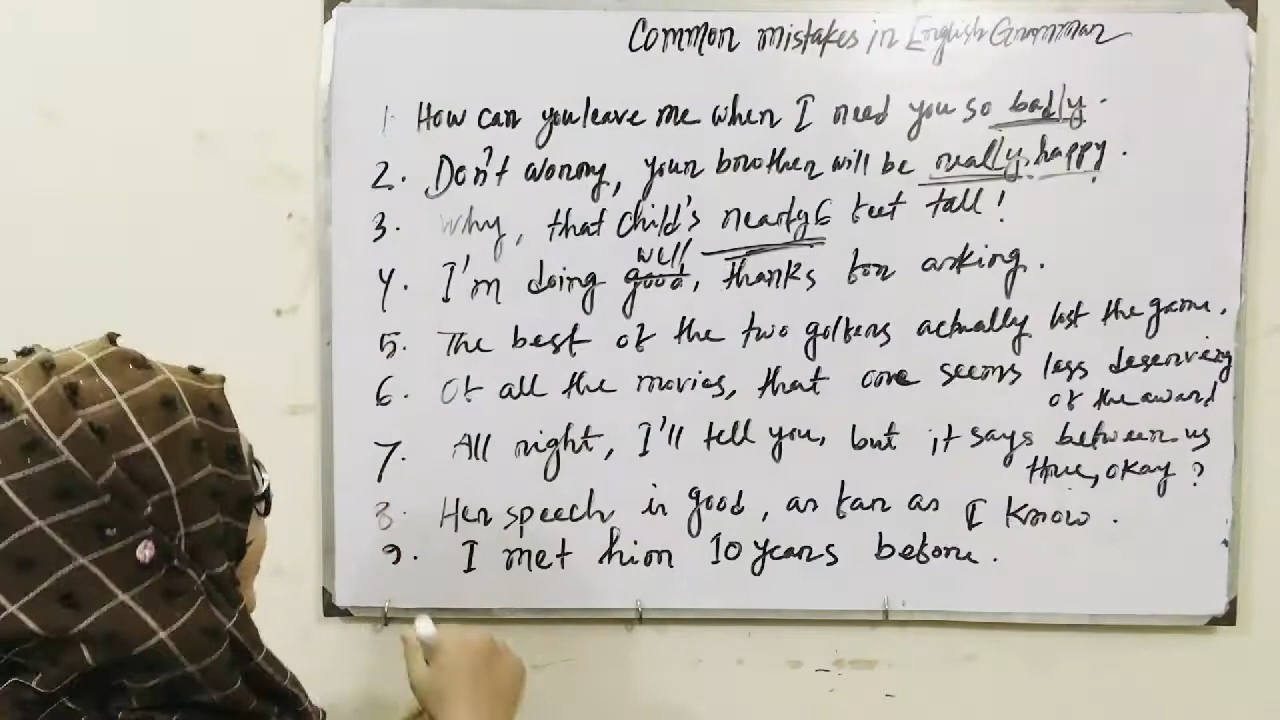 Common mistakes in English Grammar
1. How can you leave me when I need you so badly.
2. Don't worry, your brother will be really happy.
3. Why, that child's nearly 6 feet tall!
well
4. I'm doing good, thanks for asking.
5. The best of the two golfers actually lost the game.
6. Of all the movies, that one seems less deserving
of the award
7. All right, I'll tell you, but it says between us
three, okay?
8. Her speech is good, as far as I know.
9. I met him 10 years before.